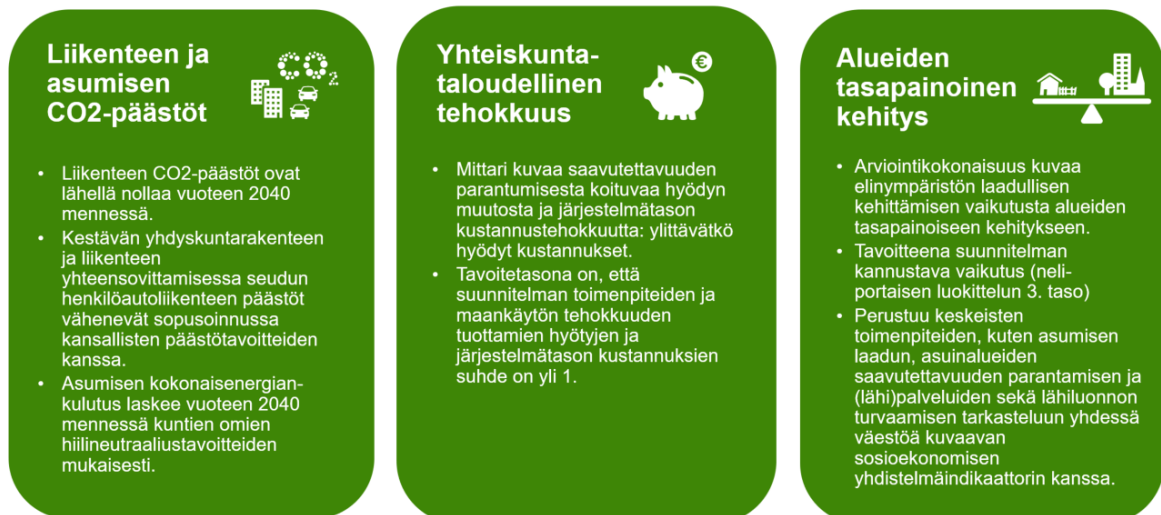 Liikenteen ja
asumisen
CO2-päästöt
CO2
• Liikenteen CO2-päästöt ovat
lähellä nollaa vuoteen 2040
mennessä.
• Kestävän yhdyskuntarakenteen
ja liikenteen
yhteensovittamisessa seudun
henkilöautoliikenteen päästöt
vähenevät sopusoinnussa
kansallisten päästötavoitteiden
kanssa.
• Asumisen kokonaisenergian-
kulutus laskee vuoteen 2040
mennessä kuntien omien
hiilineutraaliustavoitteiden
mukaisesti.
Yhteiskunta-
taloudellinen
tehokkuus
€
• Mittari kuvaa saavutettavuuden
parantumisesta koituvaa hyödyn
muutosta ja järjestelmätason
kustannustehokkuutta: ylittävätkö
hyödyt kustannukset.
• Tavoitetasona on, että
suunnitelman toimenpiteiden ja
maankäytön tehokkuuden
tuottamien hyötyjen ja
järjestelmätason kustannuksien
suhde on yli 1.
Alueiden
tasapainoinen
kehitys
• Arviointikokonaisuus kuvaa
elinympäristön laadullisen
kehittämisen vaikutusta alueiden
tasapainoiseen kehitykseen.
• Tavoitteena suunnitelman
kannustava vaikutus (neli-
portaisen luokittelun 3. taso)
• Perustuu keskeisten
toimenpiteiden, kuten asumisen
laadun, asuinalueiden
saavutettavuuden parantamisen ja
(lähi)palveluiden sekä lähiluonnon
turvaamisen tarkasteluun yhdessä
väestöä kuvaavan
sosioekonomisen
yhdistelmäindikaattorin kanssa.